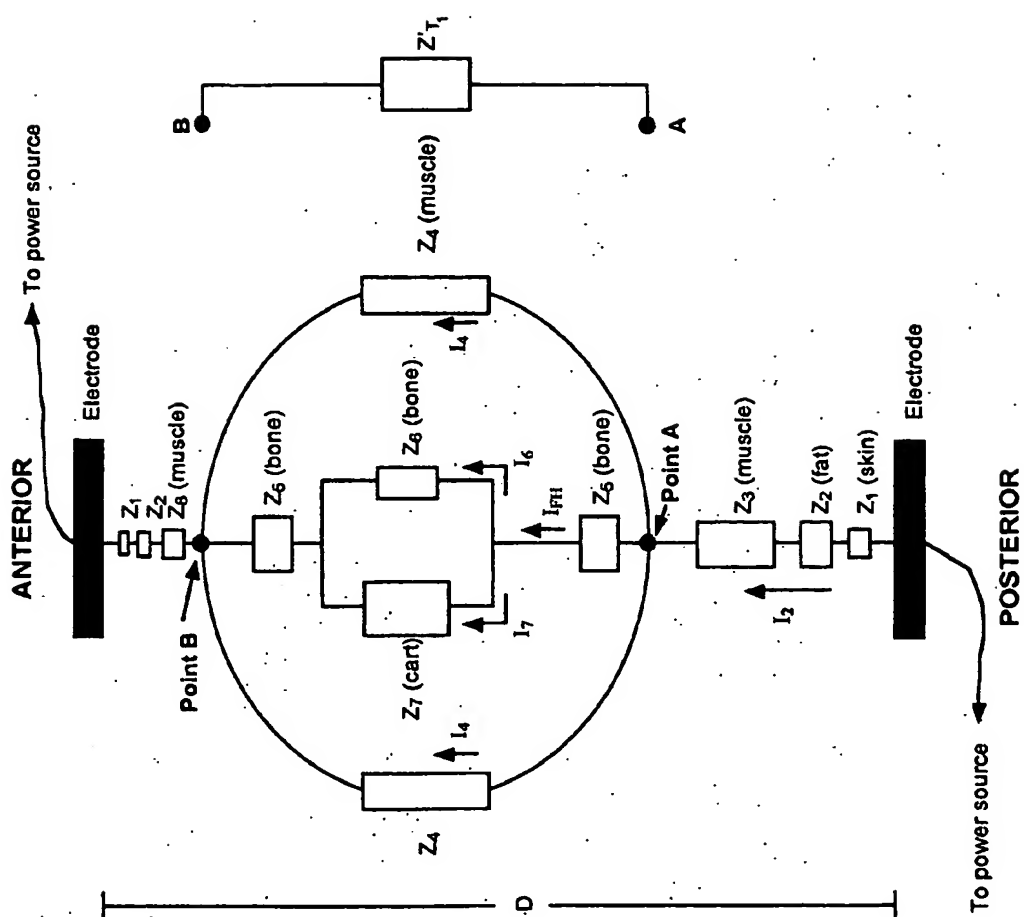 ANTERIOR
To power source
Electrode
Z1
Z2
Z8 (muscle)
Point B
Z5 (bone)
Z6 (bone)
Z7 (cart)
I7
I6
IFH
Z5 (bone)
Z4
I4
Z4 (muscle)
I4
B
Z'T1
A
Point A
Z3 (muscle)
Z2 (fat)
Z1 (skin)
I2
Electrode
POSTERIOR
To power source
D